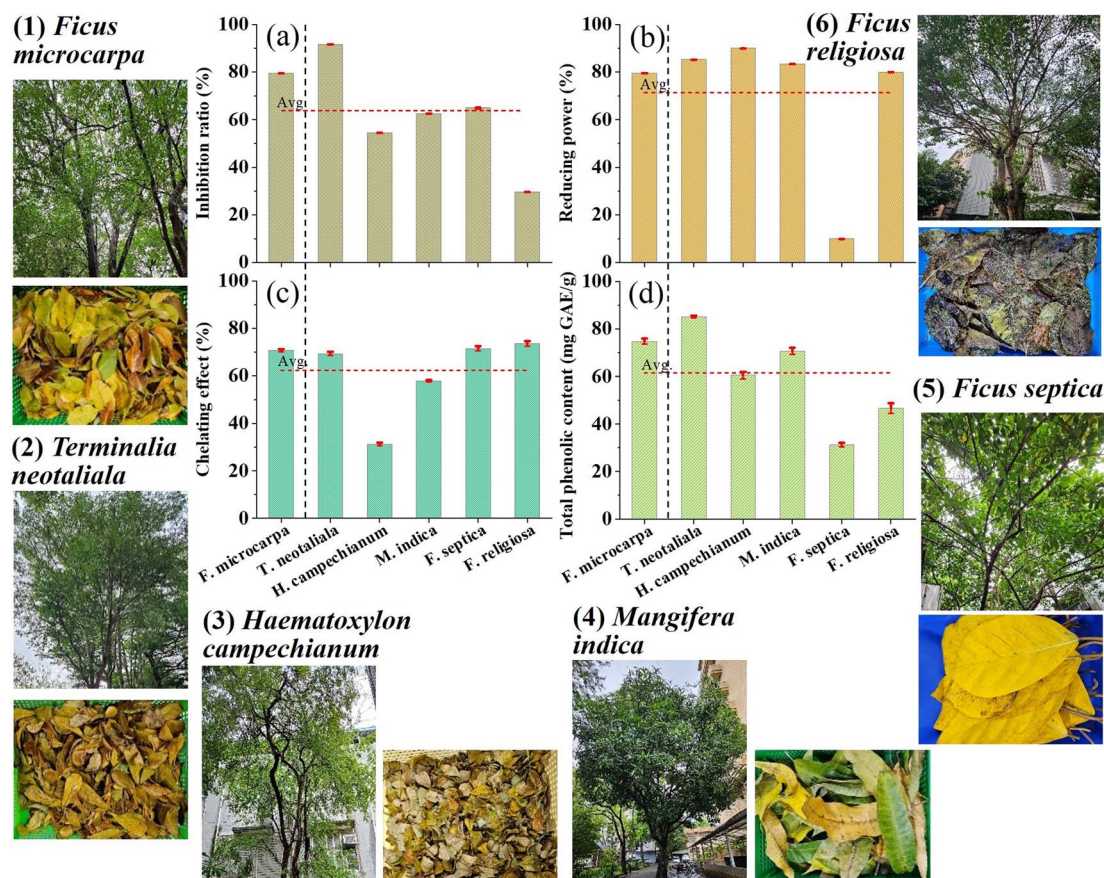 (1) Ficus
microcarpa
(a)
Inhibition ratio (%)
100
80
60
40
20
0
Avg.
(b)
Reducing power (%)
100
80
60
40
20
0
Avg.
(6) Ficus
religiosa
(c)
Chelating effect (%)
100
80
60
40
20
0
Avg.
F. microcarpa
T. neotaliala
H. campechianum
M. indica
F. septica
F. religiosa
(d)
Total phenolic content (mg GAE/g)
100
80
60
40
20
0
Avg.
F. microcarpa
T. neotaliala
H. campechianum
M. indica
F. septica
F. religiosa
(5) Ficus septica
(2) Terminalia
neotaliala
(3) Haematoxylon
campechianum
(4) Mangifera
indica